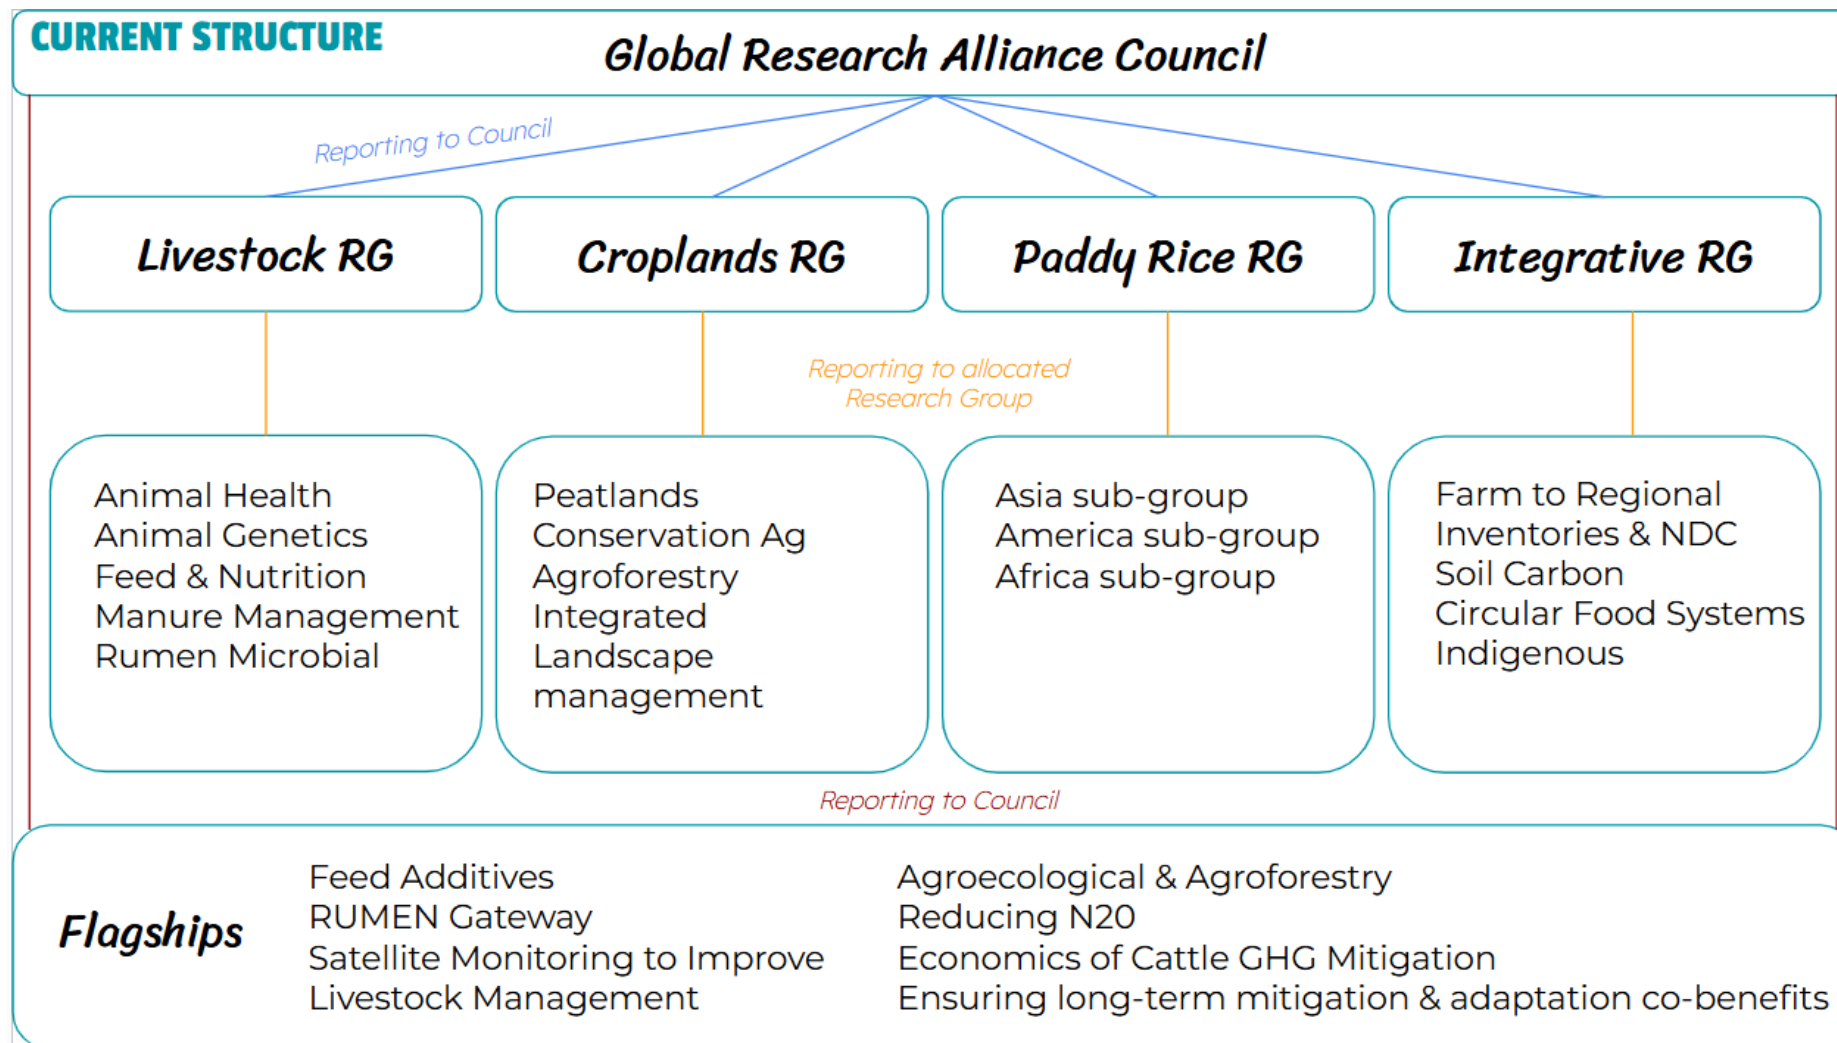 CURRENT STRUCTURE
Global Research Alliance Council
Reporting to Council
Livestock RG
Croplands RG
Paddy Rice RG
Integrative RG
Reporting to allocated
Research Group
Animal Health
Animal Genetics
Feed & Nutrition
Manure Management
Rumen Microbial
Peatlands
Conservation Ag
Agroforestry
Integrated
Landscape
management
Asia sub-group
America sub-group
Africa sub-group
Farm to Regional
Inventories & NDC
Soil Carbon
Circular Food Systems
Indigenous
Reporting to Council
Flagships
Feed Additives
RUMEN Gateway
Satellite Monitoring to Improve
Livestock Management
Agroecological & Agroforestry
Reducing N20
Economics of Cattle GHG Mitigation
Ensuring long-term mitigation & adaptation co-benefits